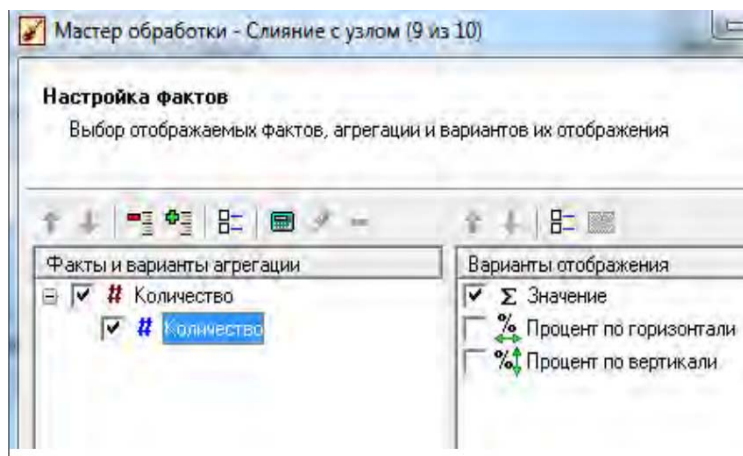 Мастер обработки - Слияние с узлом (9 из 10)
Настройка фактов
Выбор отображаемых фактов, агрегации и вариантов их отображения
Факты и варианты агрегации
# Количество
# Количество
Варианты отображения
Σ Значение
% Процент по горизонтали
% Процент по вертикали